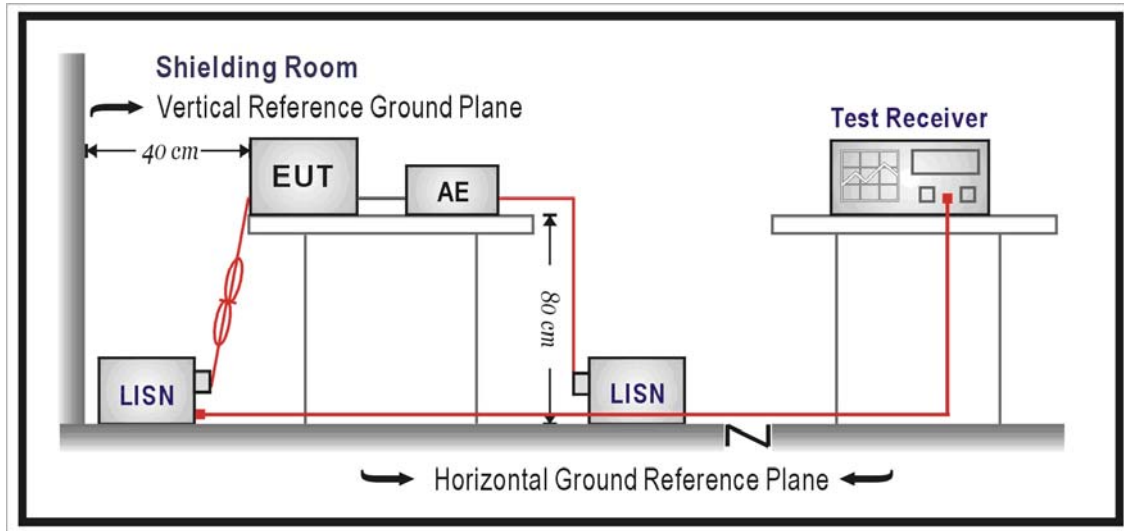 Shielding Room
Vertical Reference Ground Plane
Test Receiver
40 cm
EUT
AE
80 cm
LISN
LISN
Horizontal Ground Reference Plane